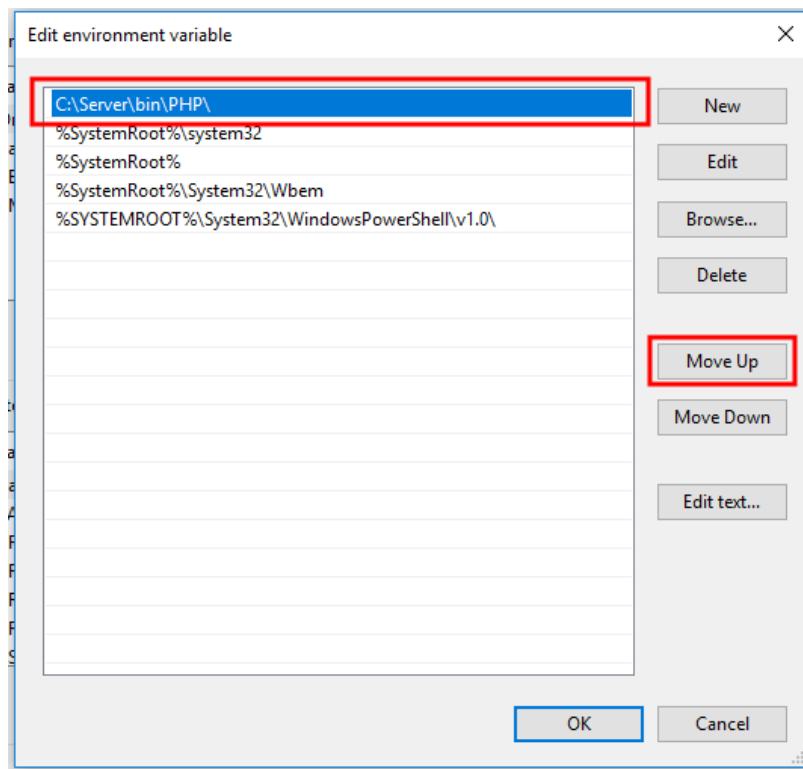 Edit environment variable
C:\Server\bin\PHP\
%SystemRoot%\system32
%SystemRoot%
%SystemRoot%\System32\Wbem
%SYSTEMROOT%\System32\WindowsPowerShell\v1.0\
New
Edit
Browse...
Delete
Move Up
Move Down
Edit text...
OK
Cancel